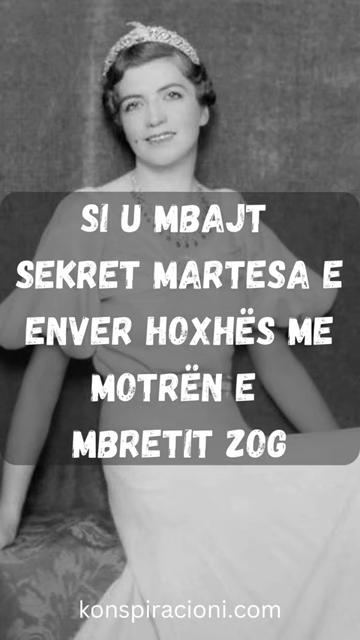 SI U MBAJT
SEKRET MARTESA E
ENVER HOXHËS ME
MOTRËN E
MBRETIT ZOG
konspiracioni.com